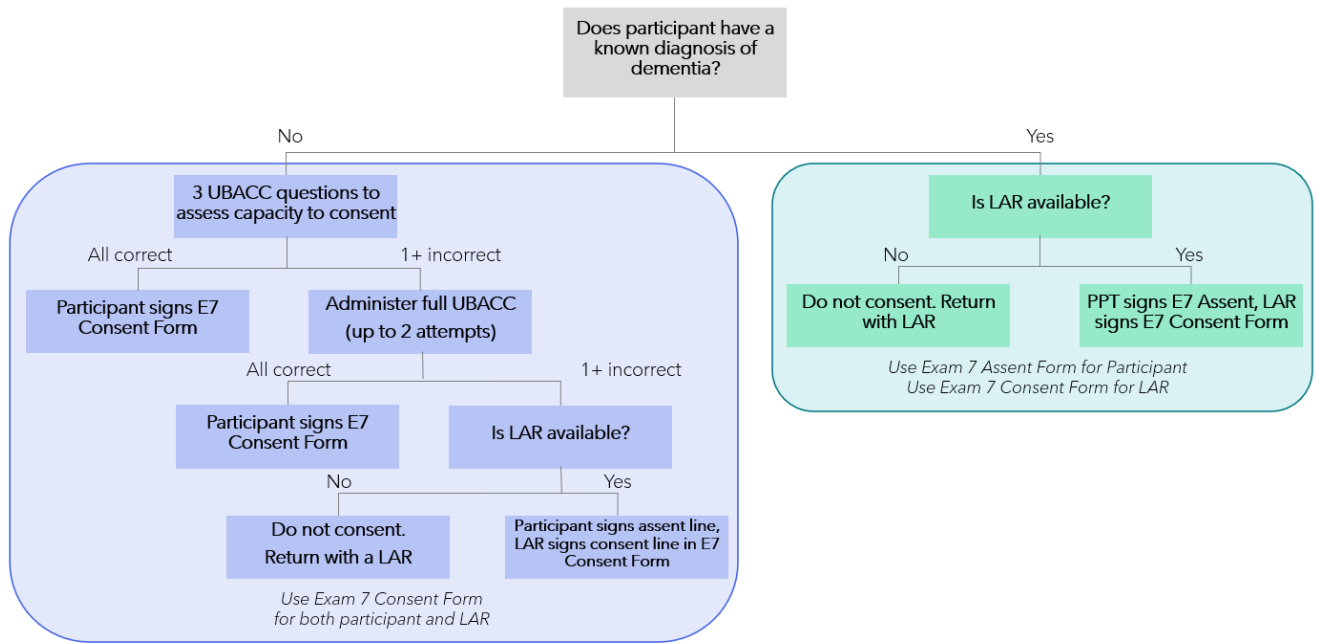 Does participant have a
known diagnosis of
dementia?
No
Yes
3 UBACC questions to
assess capacity to consent
All correct
1+ incorrect
Participant signs E7
Consent Form
Administer full UBACC
(up to 2 attempts)
All correct
1+ incorrect
Participant signs E7
Consent Form
Is LAR available?
No
Yes
Do not consent.
Return with a LAR
Participant signs assent line,
LAR signs consent line in E7
Consent Form
Use Exam 7 Consent Form
for both participant and LAR
Is LAR available?
No
Yes
Do not consent. Return
with LAR
PPT signs E7 Assent, LAR
signs E7 Consent Form
Use Exam 7 Assent Form for Participant
Use Exam 7 Consent Form for LAR